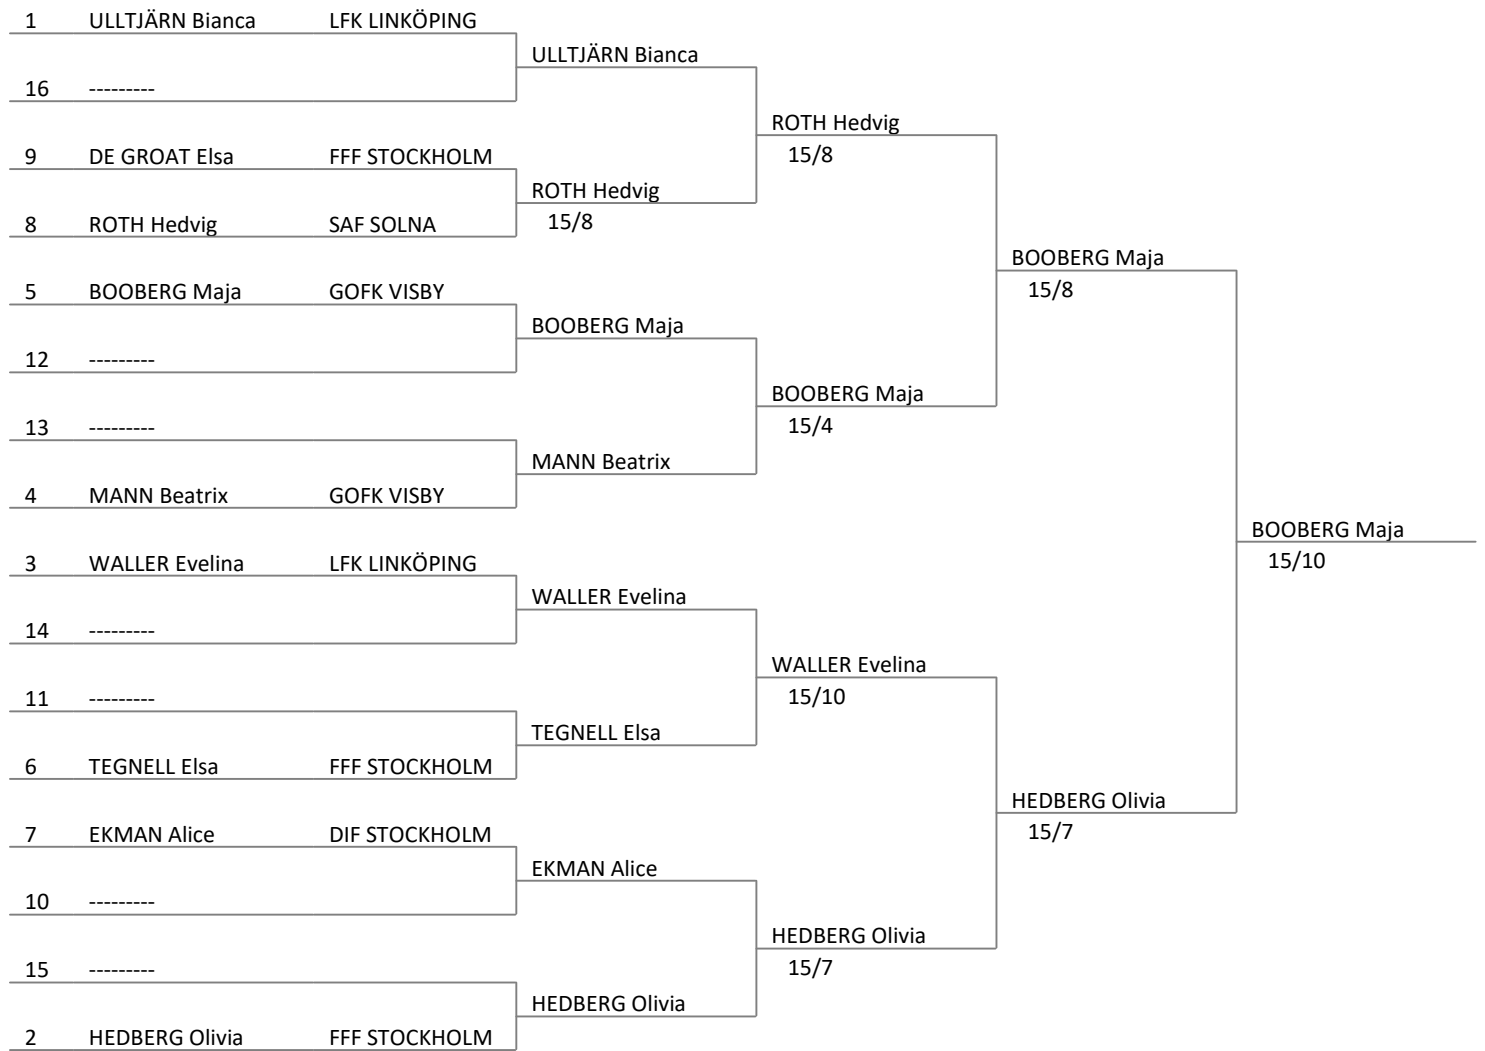 1 ULLTJÄRN Bianca LFK LINKÖPING
ULLTJÄRN Bianca
16 ---------
ROTH Hedvig
15/8
9 DE GROAT Elsa FFF STOCKHOLM
ROTH Hedvig
15/8
8 ROTH Hedvig SAF SOLNA
BOOBERG Maja
15/8
5 BOOBERG Maja GOFK VISBY
BOOBERG Maja
12 ---------
BOOBERG Maja
15/4
13 ---------
MANN Beatrix
4 MANN Beatrix GOFK VISBY
BOOBERG Maja
15/10
3 WALLER Evelina LFK LINKÖPING
WALLER Evelina
14 ---------
WALLER Evelina
15/10
11 ---------
TEGNELL Elsa
6 TEGNELL Elsa FFF STOCKHOLM
HEDBERG Olivia
15/7
7 EKMAN Alice DIF STOCKHOLM
EKMAN Alice
10 ---------
HEDBERG Olivia
15/7
15 ---------
HEDBERG Olivia
2 HEDBERG Olivia FFF STOCKHOLM